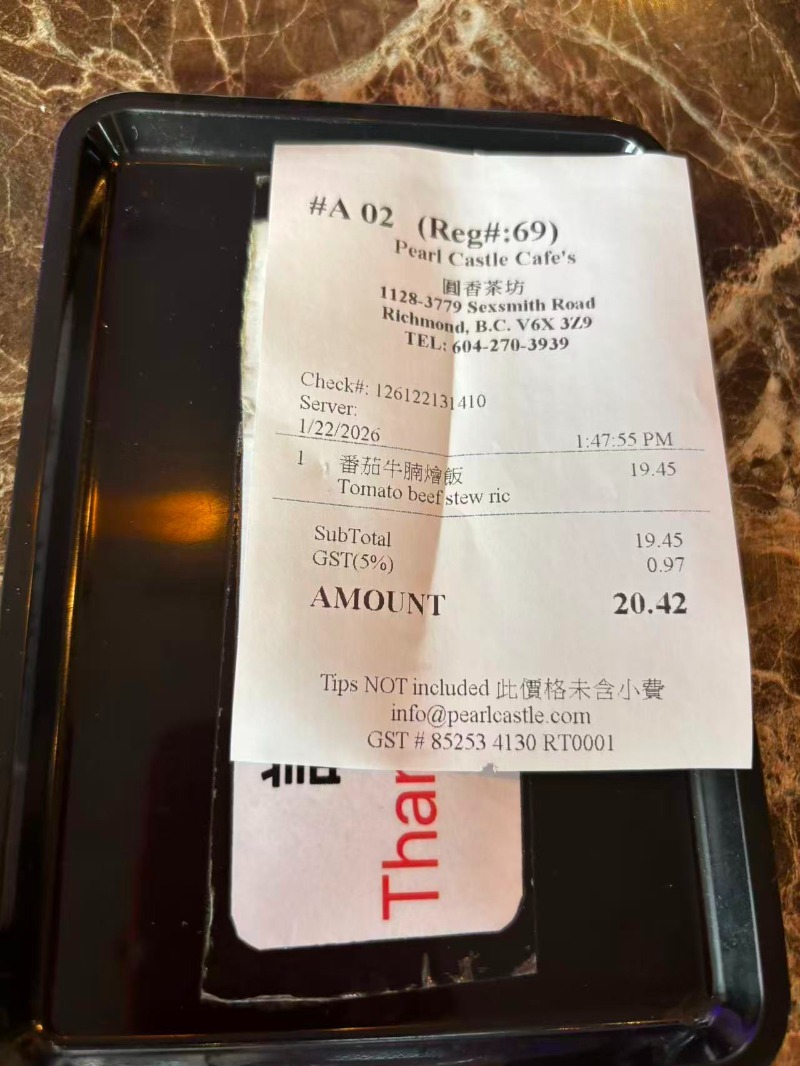 #A 02 (Reg#:69)
Pearl Castle Cafe's
圓香茶坊
1128-3779 Sexsmith Road
Richmond, B.C. V6X 3Z9
TEL: 604-270-3939
Check#: 126122131410
Server:
1/22/2026 1:47:55 PM
1 番茄牛腩燴飯 19.45
Tomato beef stew ric
SubTotal 19.45
GST(5%) 0.97
AMOUNT 20.42
Tips NOT included 此價格未含小費
info@pearlcastle.com
GST # 85253 4130 RT0001